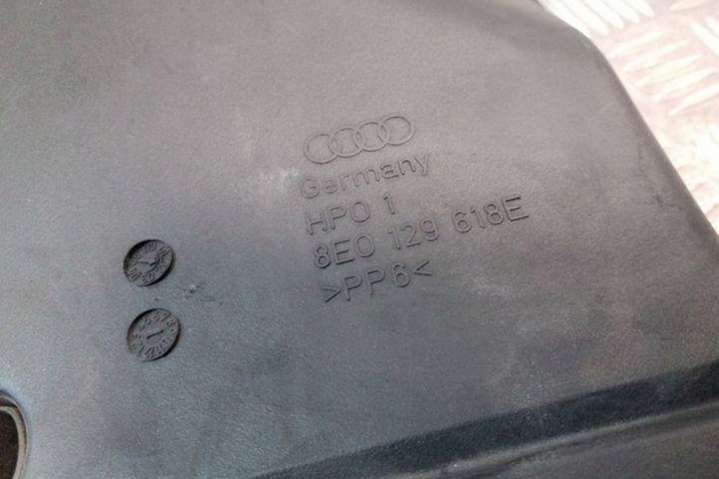 Germany
HPO 1
8E0 129 618E
>PP6<